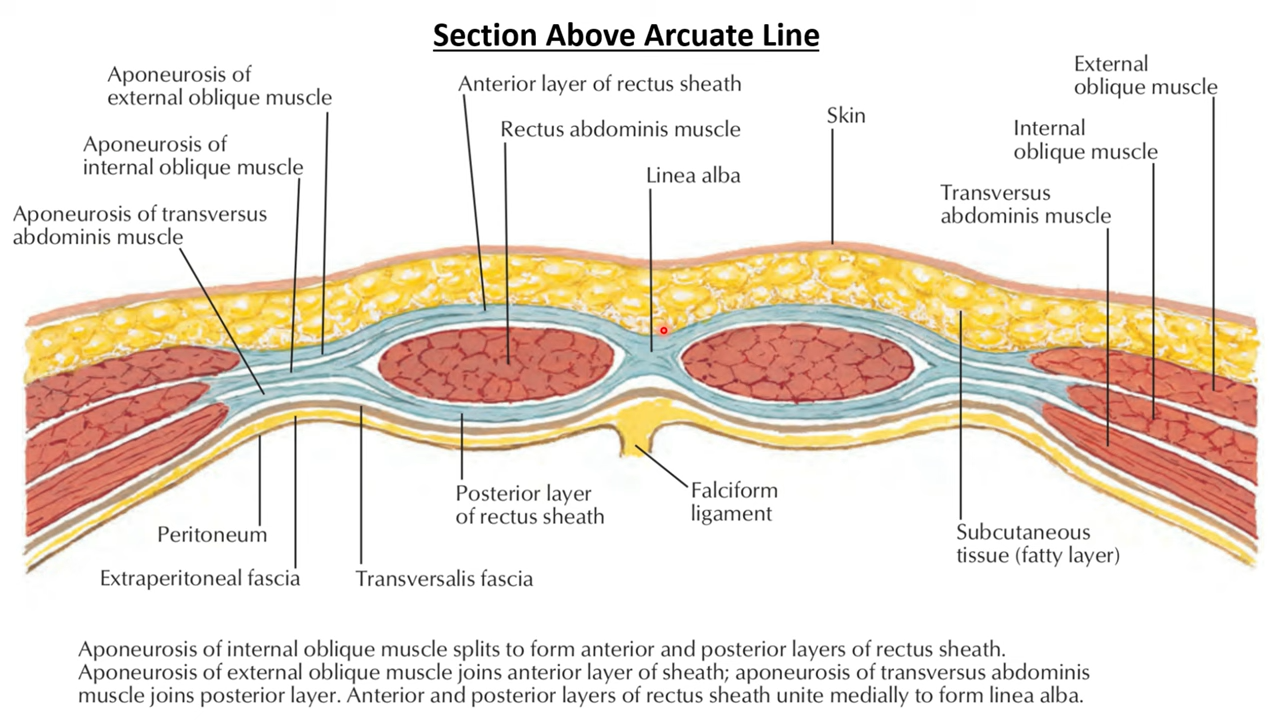 Section Above Arcuate Line
Aponeurosis of
external oblique muscle
Aponeurosis of
internal oblique muscle
Aponeurosis of transversus
abdominis muscle
Anterior layer of rectus sheath
Rectus abdominis muscle
Linea alba
Skin
External
oblique muscle
Internal
oblique muscle
Transversus
abdominis muscle
Peritoneum
Extraperitoneal fascia
Transversalis fascia
Posterior layer
of rectus sheath
Falciform
ligament
Subcutaneous
tissue (fatty layer)
Aponeurosis of internal oblique muscle splits to form anterior and posterior layers of rectus sheath.
Aponeurosis of external oblique muscle joins anterior layer of sheath; aponeurosis of transversus abdominis
muscle joins posterior layer. Anterior and posterior layers of rectus sheath unite medially to form linea alba.